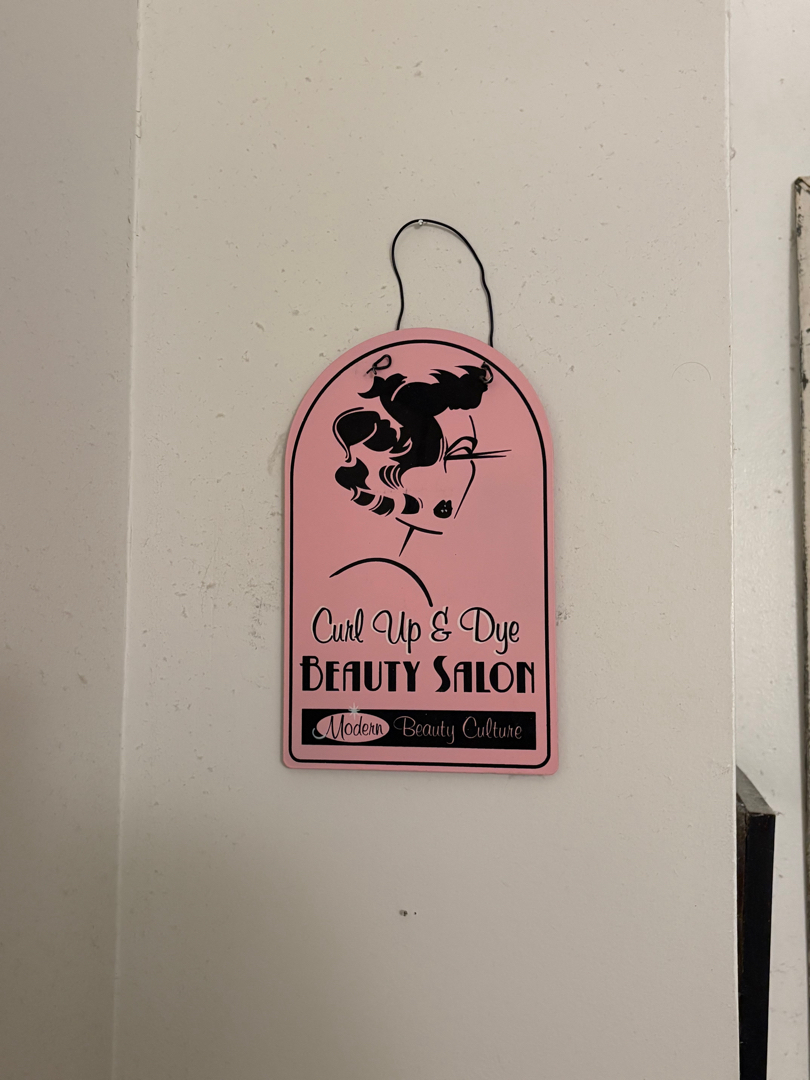 Curl Up & Dye
BEAUTY SALON
Modern Beauty Culture